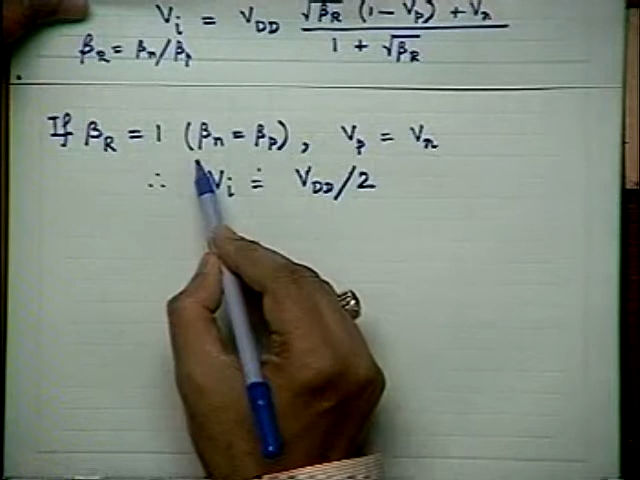 Vi = VDD (√βR (1 - Vp) + Vn) / (1 + √βR)
βR = βn/βp
If βR = 1 (βn = βp), Vp = Vn
∴ Vi ≐ VDD/2